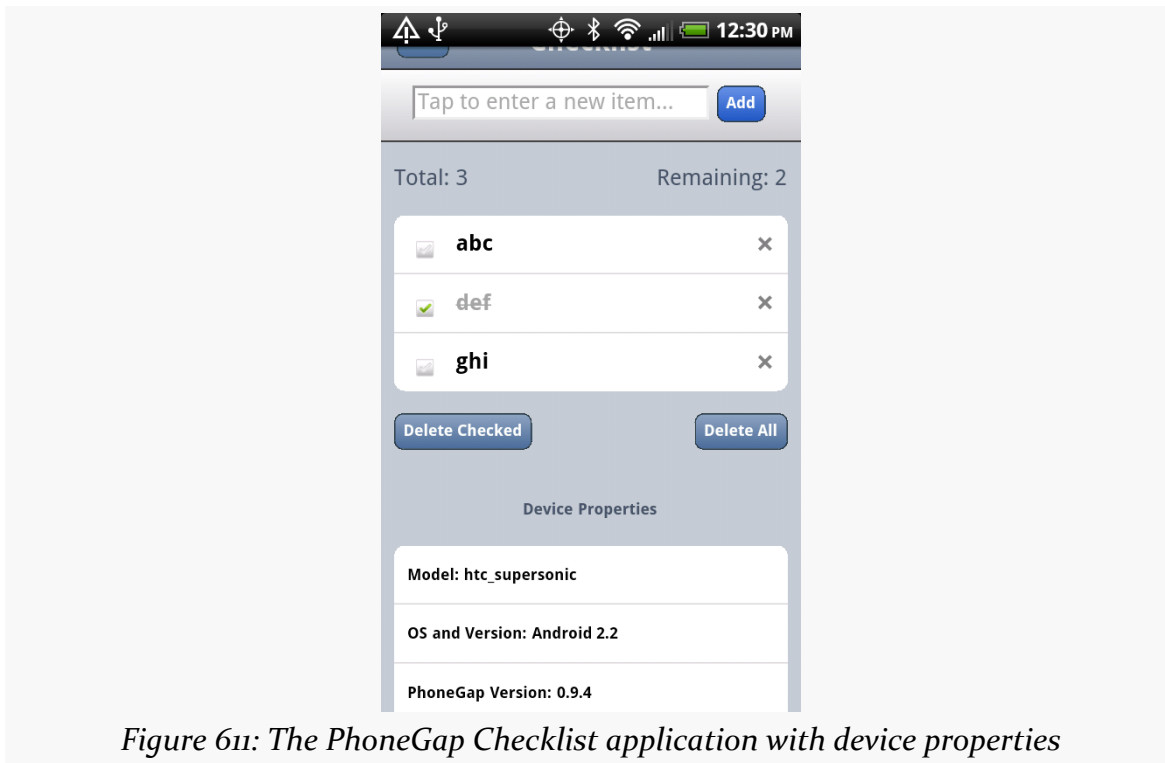 12:30 PM
Checklist
Tap to enter a new item...
Add
Total: 3
Remaining: 2
abc
def
ghi
Delete Checked
Delete All
Device Properties
Model: htc_supersonic
OS and Version: Android 2.2
PhoneGap Version: 0.9.4
Figure 611: The PhoneGap Checklist application with device properties